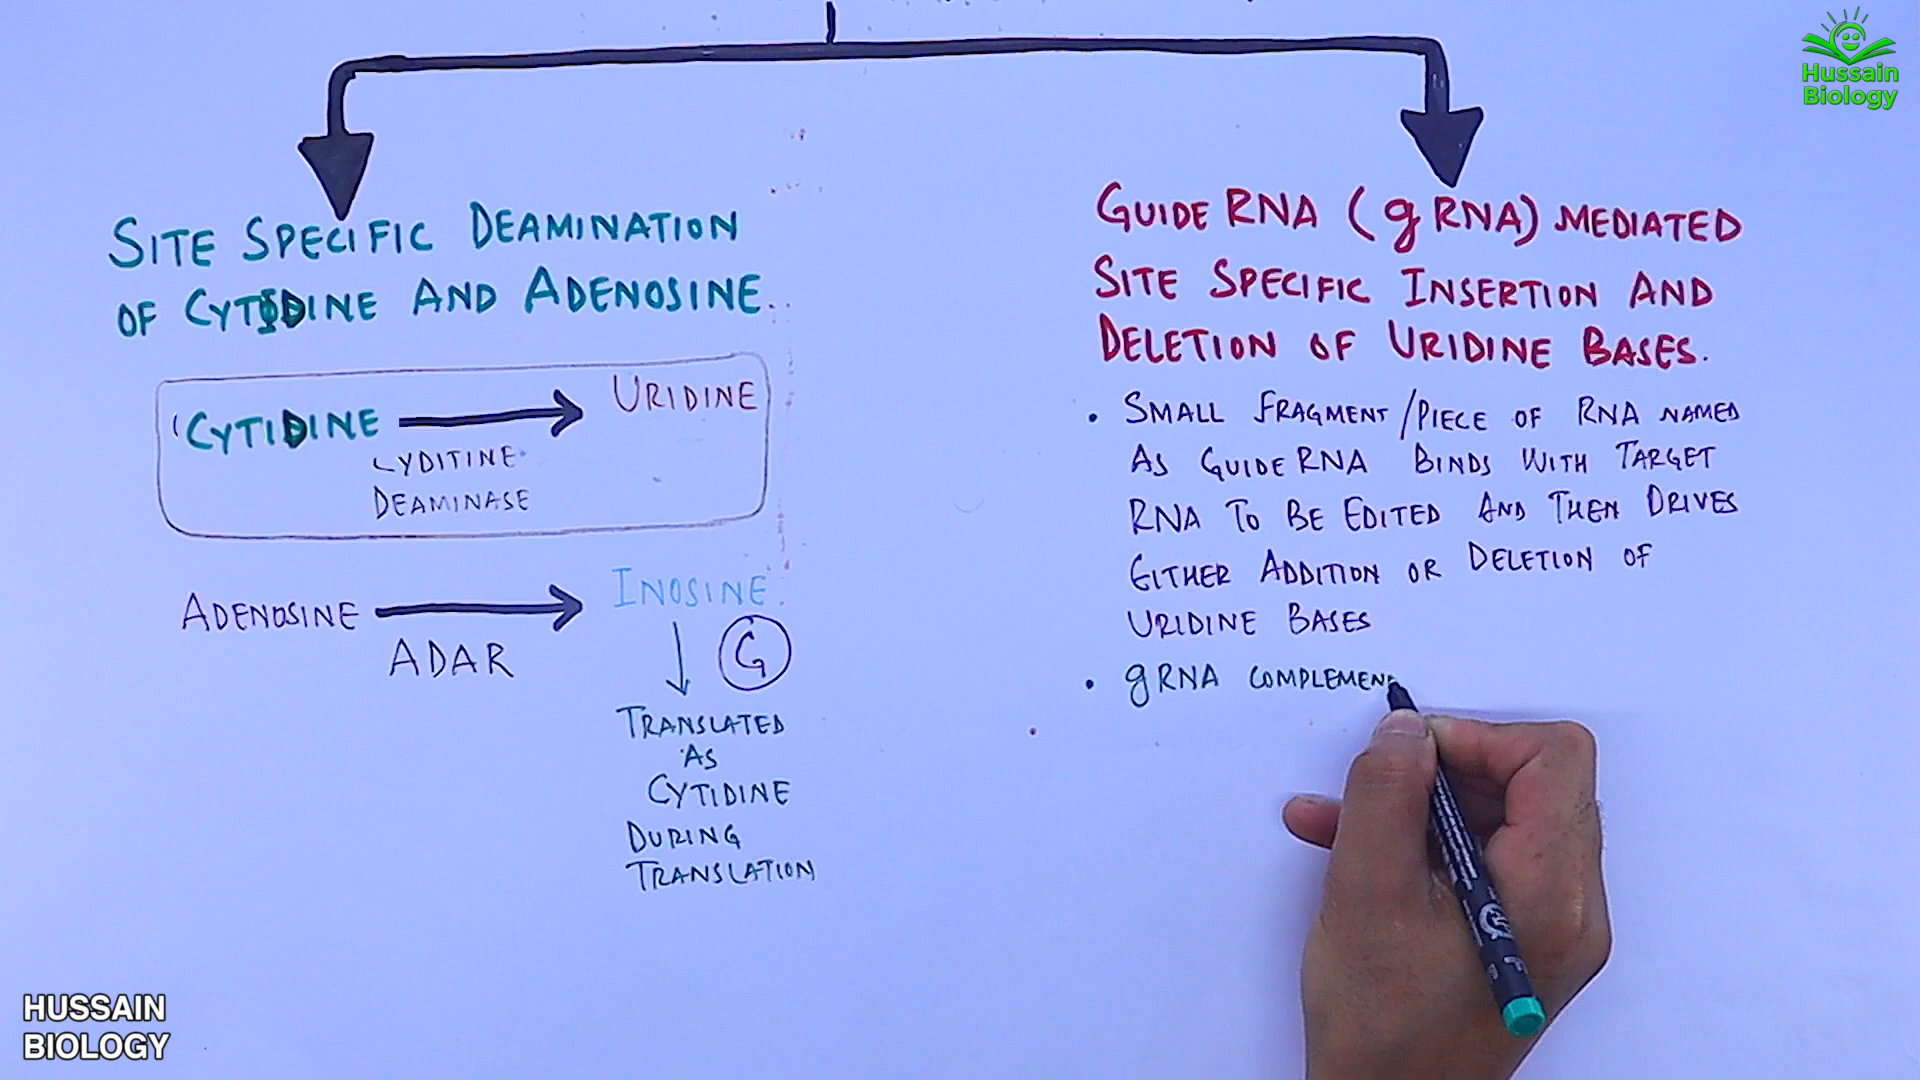 Hussain
Biology
SITE SPECIFIC DEAMINATION
OF CYTIDINE AND ADENOSINE..
CYTIDINE
URIDINE
CYDITINE
DEAMINASE
ADENOSINE
INOSINE.
ADAR
G
TRANSLATED
AS
CYTIDINE
DURING
TRANSLATION
GUIDE RNA (gRNA) MEDIATED
SITE SPECIFIC INSERTION AND
DELETION OF URIDINE BASES.
• SMALL FRAGMENT/PIECE OF RNA NAMED
AS GUIDE RNA BINDS WITH TARGET
RNA TO BE EDITED AND THEN DRIVES
EITHER ADDITION OR DELETION OF
URIDINE BASES
• gRNA COMPLEMEN
HUSSAIN
BIOLOGY